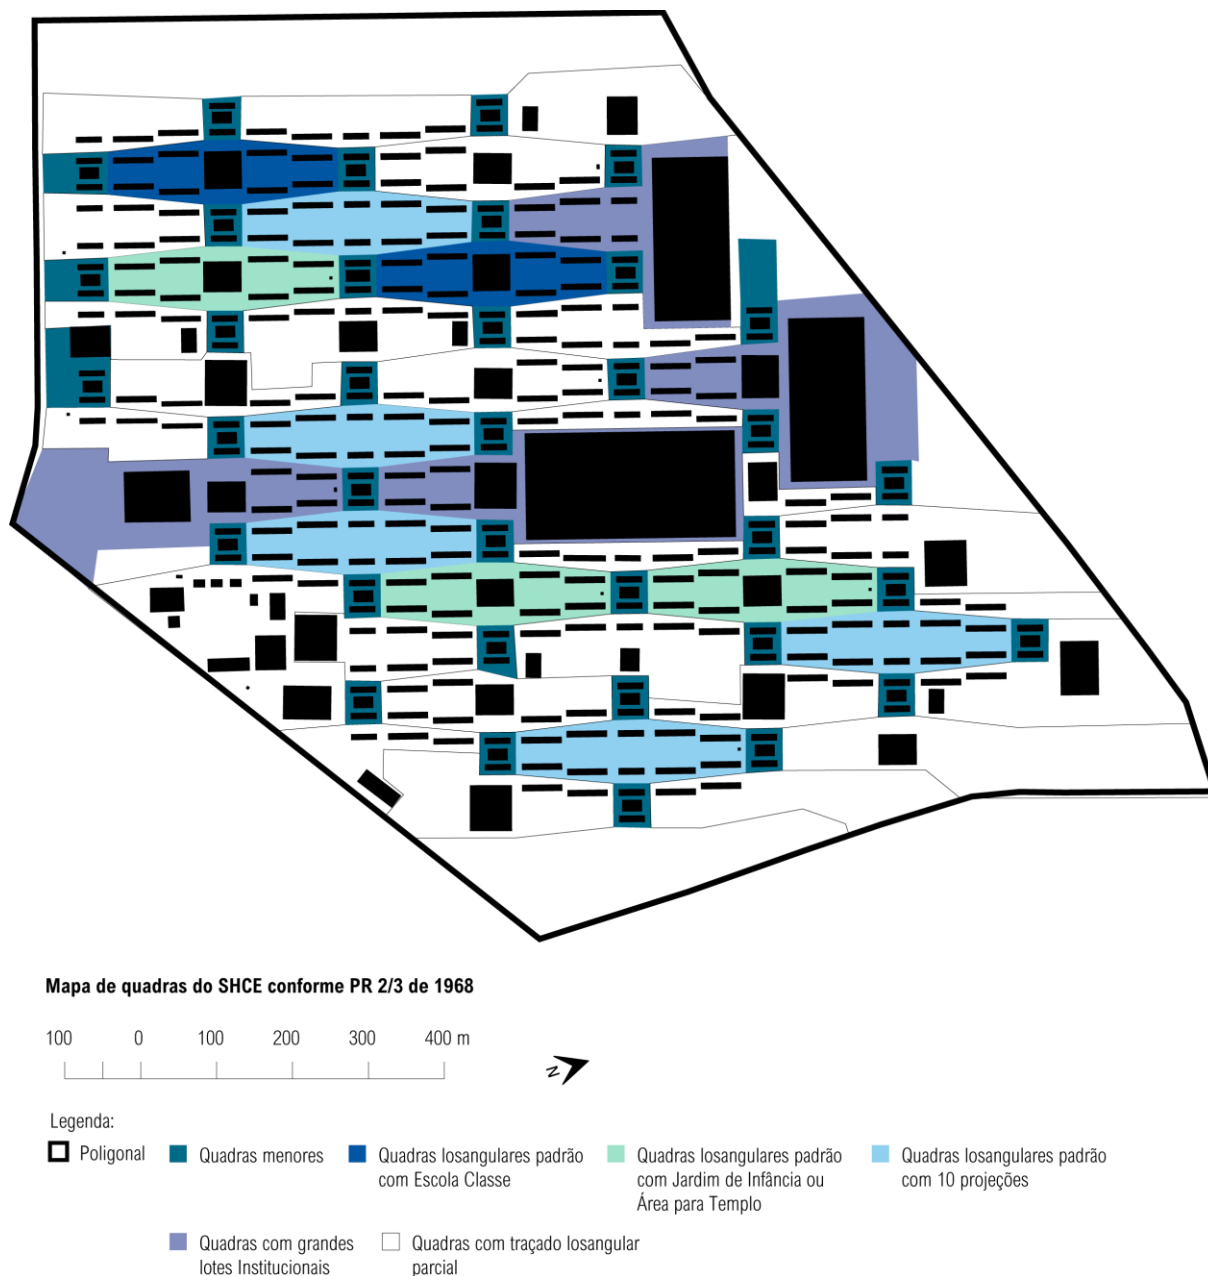 Mapa de quadras do SHCE conforme PR 2/3 de 1968
100 0 100 200 300 400 m
N
Legenda:
Poligonal
Quadras menores
Quadras losangulares padrão
com Escola Classe
Quadras losangulares padrão
com Jardim de Infância ou
Área para Templo
Quadras losangulares padrão
com 10 projeções
Quadras com grandes
lotes Institucionais
Quadras com traçado losangular
parcial